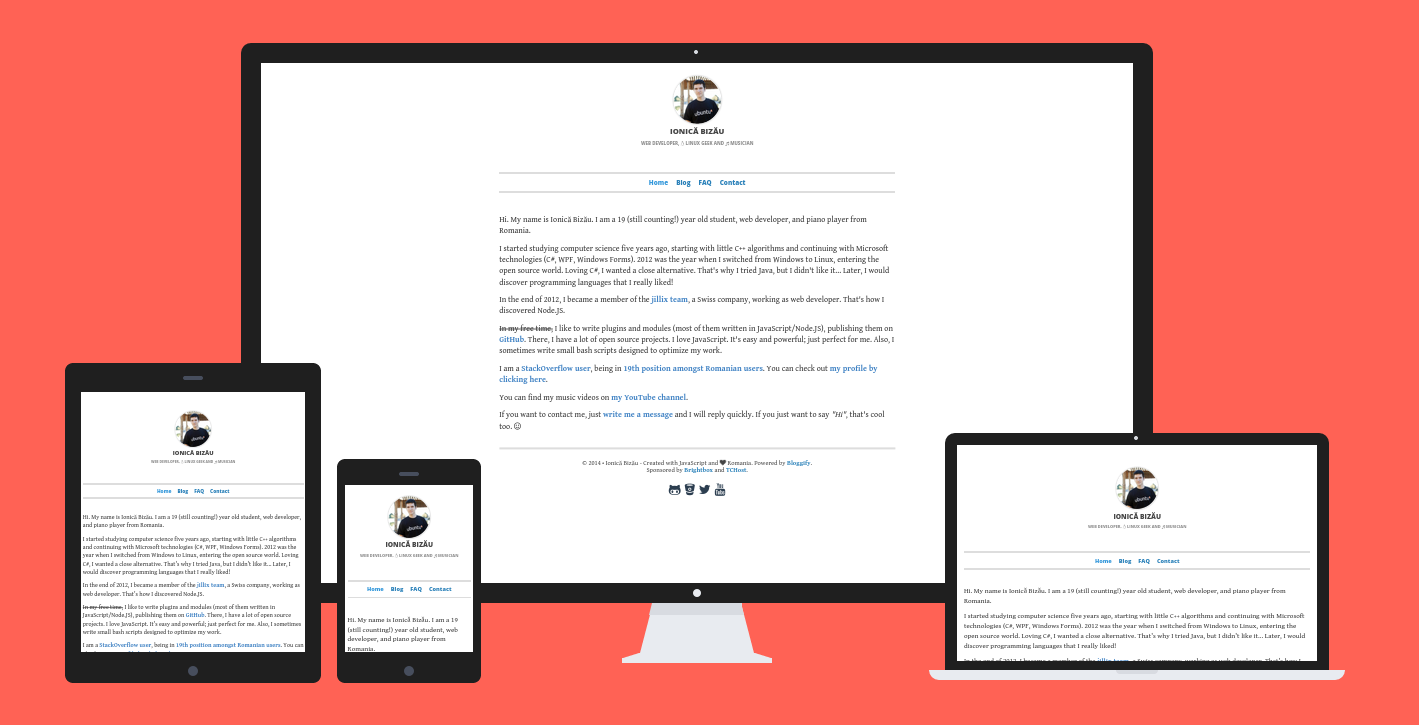 ubuntu
IONICĂ BIZĂU
WEB DEVELOPER, LINUX GEEK AND MUSICIAN
Home Blog FAQ Contact
Hi. My name is Ionică Bizău. I am a 19 (still counting!) year old student, web developer, and piano player from
Romania.
I started studying computer science five years ago, starting with little C++ algorithms and continuing with Microsoft
technologies (C#, WPF, Windows Forms). 2012 was the year when I switched from Windows to Linux, entering the
open source world. Loving C#, I wanted a close alternative. That's why I tried Java, but I didn't like it... Later, I would
discover programming languages that I really liked!
In the end of 2012, I became a member of the jillix team, a Swiss company, working as web developer. That's how I
discovered Node.JS.
In my free time, I like to write plugins and modules (most of them written in JavaScript/Node.JS), publishing them on
GitHub. There, I have a lot of open source projects. I love JavaScript. It's easy and powerful; just perfect for me. Also, I
sometimes write small bash scripts designed to optimize my work.
I am a StackOverflow user, being in 19th position amongst Romanian users. You can check out my profile by
clicking here.
You can find my music videos on my YouTube channel.
If you want to contact me, just write me a message and I will reply quickly. If you just want to say "Hi", that's cool
too. ☺
© 2014 • Ionică Bizău - Created with JavaScript and ♥ Romania. Powered by Bloggify.
Sponsored by Brightbox and TCHost.
You
Tube
ubuntu
IONICĂ BIZĂU
WEB DEVELOPER, LINUX GEEK AND MUSICIAN
Home Blog FAQ Contact
Hi. My name is Ionică Bizău. I am a 19 (still counting!) year old student, web developer,
and piano player from Romania.
I started studying computer science five years ago, starting with little C++ algorithms
and continuing with Microsoft technologies (C#, WPF, Windows Forms). 2012 was the
year when I switched from Windows to Linux, entering the open source world. Loving
C#, I wanted a close alternative. That's why I tried Java, but I didn't like it... Later, I
would discover programming languages that I really liked!
In the end of 2012, I became a member of the jillix team, a Swiss company, working as
web developer. That's how I discovered Node.JS.
In my free time, I like to write plugins and modules (most of them written in
JavaScript/Node.JS), publishing them on GitHub. There, I have a lot of open source
projects. I love JavaScript. It's easy and powerful; just perfect for me. Also, I sometimes
write small bash scripts designed to optimize my work.
I am a StackOverflow user, being in 19th position amongst Romanian users. You can
ubuntu
IONICĂ BIZĂU
WEB DEVELOPER, LINUX GEEK AND MUSICIAN
Home Blog FAQ Contact
Hi. My name is Ionică Bizău. I am a 19
(still counting!) year old student, web
developer, and piano player from
Romania.
ubuntu
IONICĂ BIZĂU
WEB DEVELOPER, LINUX GEEK AND MUSICIAN
Home Blog FAQ Contact
Hi. My name is Ionică Bizău. I am a 19 (still counting!) year old student, web developer, and piano player from
Romania.
I started studying computer science five years ago, starting with little C++ algorithms and continuing with Microsoft
technologies (C#, WPF, Windows Forms). 2012 was the year when I switched from Windows to Linux, entering the
open source world. Loving C#, I wanted a close alternative. That's why I tried Java, but I didn't like it... Later, I would
discover programming languages that I really liked!
In the end of 2012, I became a member of the jillix team, a Swiss company, working as web developer. That's how I